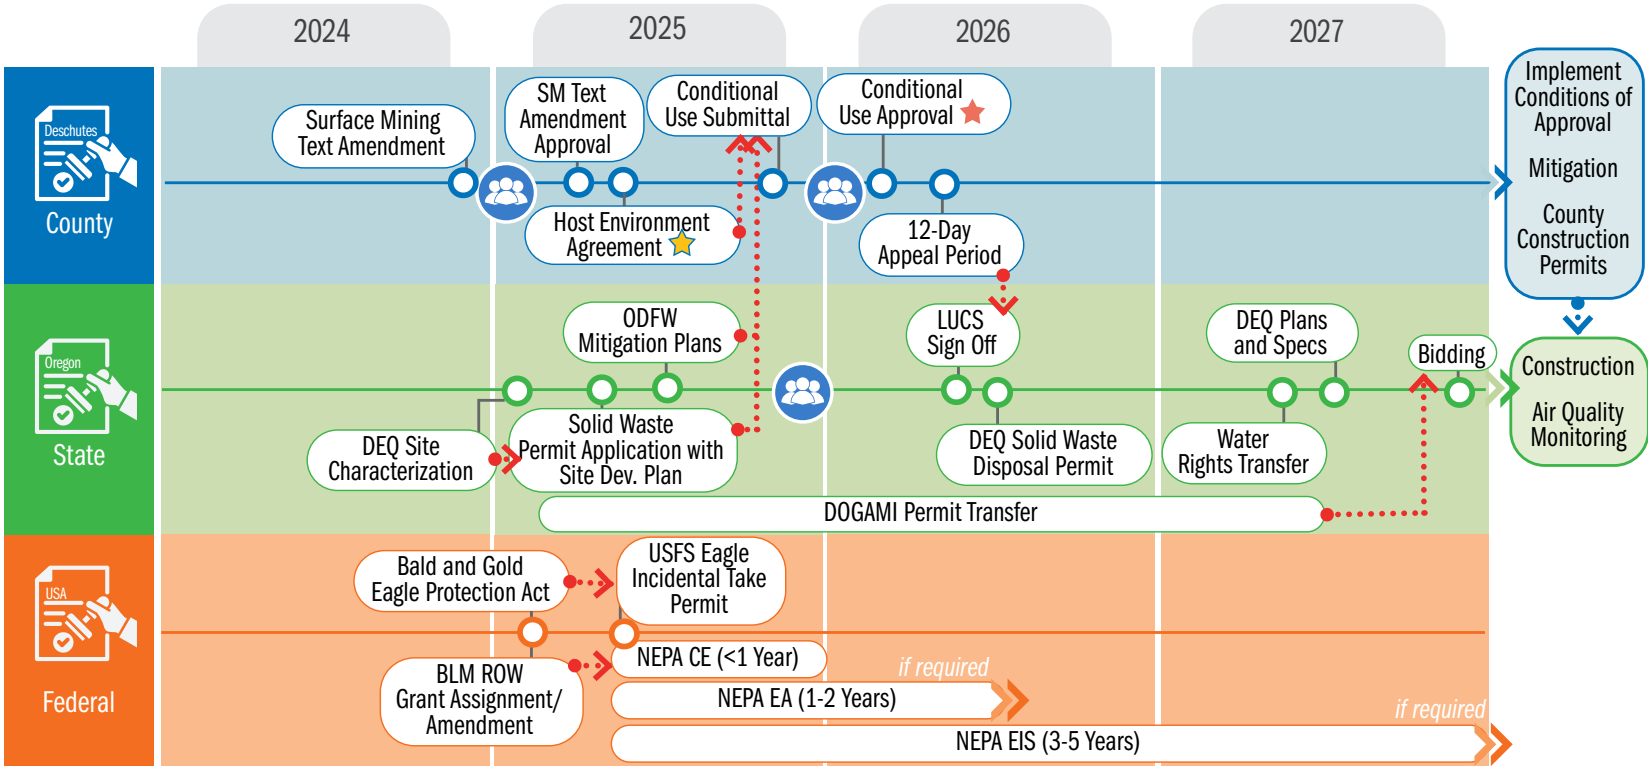 2024
2025
2026
2027
Deschutes
County
Surface Mining
Text Amendment
SM Text
Amendment
Approval
Conditional
Use Submittal
Conditional
Use Approval
Host Environment
Agreement
12-Day
Appeal Period
Implement
Conditions of
Approval
Mitigation
County
Construction
Permits
Oregon
State
ODFW
Mitigation Plans
LUCS
Sign Off
DEQ Plans
and Specs
Bidding
DEQ Site
Characterization
Solid Waste
Permit Application with
Site Dev. Plan
DEQ Solid Waste
Disposal Permit
Water
Rights Transfer
DOGAMI Permit Transfer
Construction
Air Quality
Monitoring
USA
Federal
Bald and Gold
Eagle Protection Act
USFS Eagle
Incidental Take
Permit
BLM ROW
Grant Assignment/
Amendment
NEPA CE (<1 Year)
if required
NEPA EA (1-2 Years)
if required
NEPA EIS (3-5 Years)